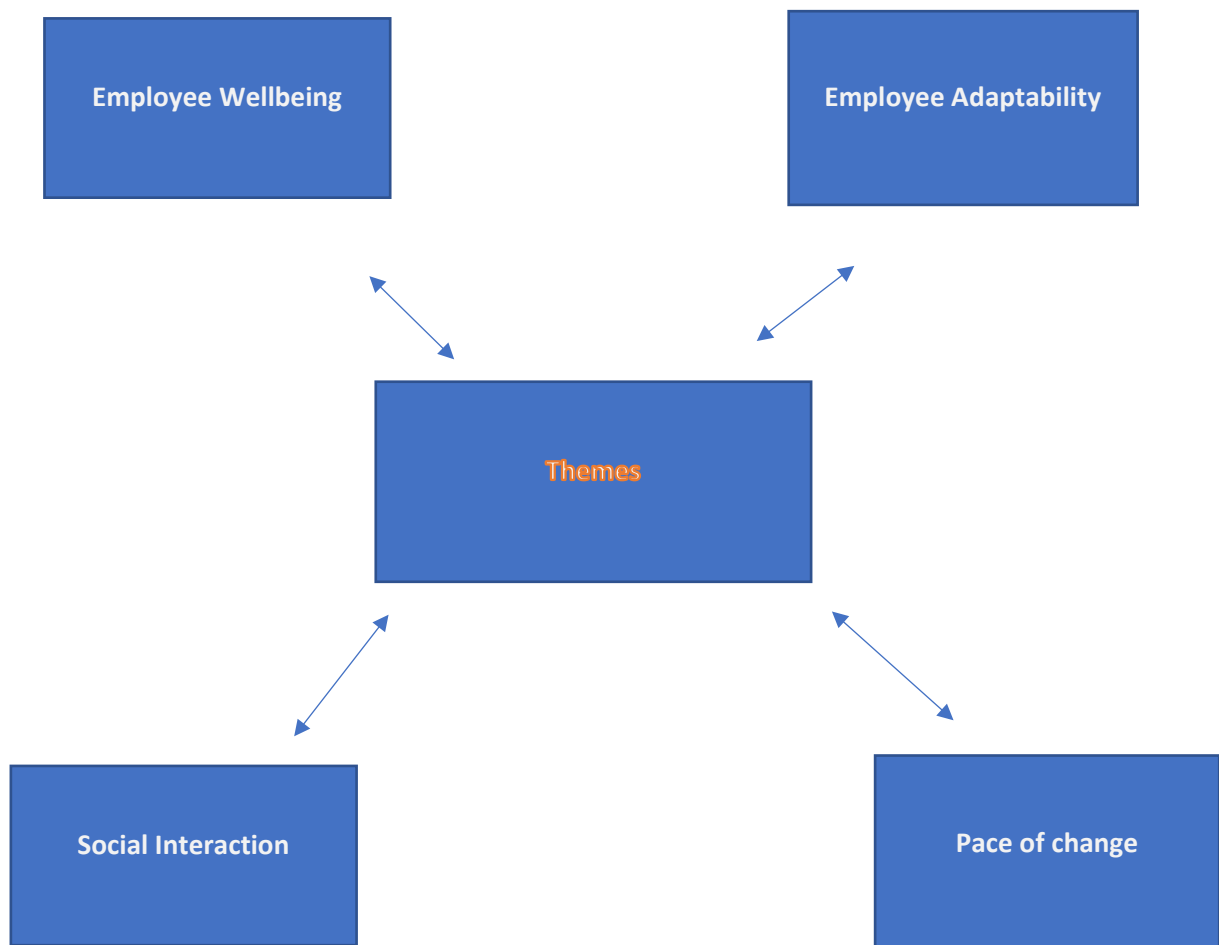 Employee Wellbeing
Employee Adaptability
Themes
Social Interaction
Pace of change